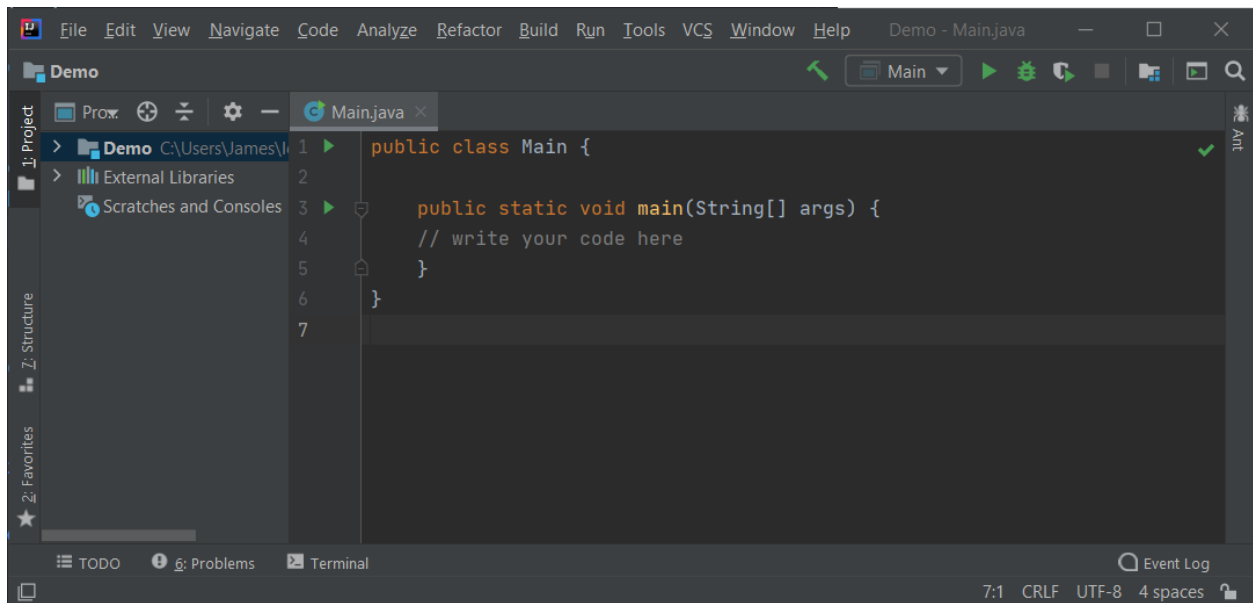 File Edit View Navigate Code Analyze Refactor Build Run Tools VCS Window Help Demo - Main.java
Demo Main
1: Project
Main.java
Demo C:\Users\James\I
External Libraries
Scratches and Consoles
1 public class Main {
2
3 public static void main(String[] args) {
4 // write your code here
5 }
6 }
7
Ant
7: Structure
2: Favorites
TODO 6: Problems Terminal Event Log
7:1 CRLF UTF-8 4 spaces